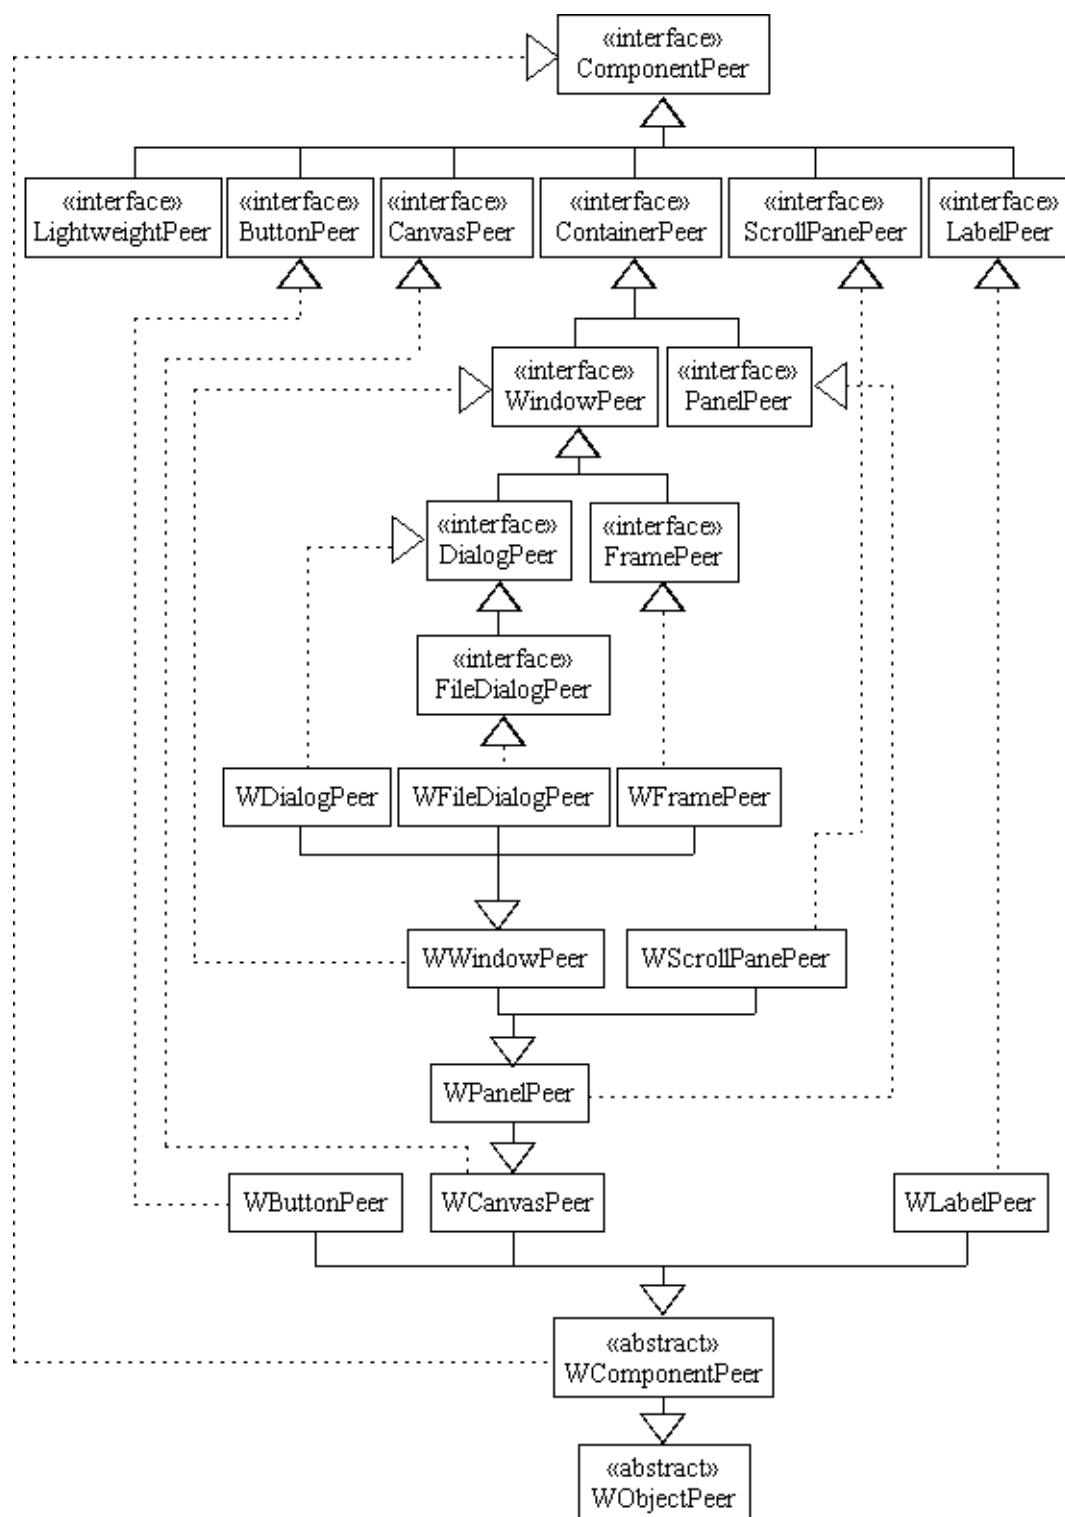 «interface»
ComponentPeer
«interface»
LightweightPeer
«interface»
ButtonPeer
«interface»
CanvasPeer
«interface»
ContainerPeer
«interface»
ScrollPanePeer
«interface»
LabelPeer
«interface»
WindowPeer
«interface»
PanelPeer
«interface»
DialogPeer
«interface»
FramePeer
«interface»
FileDialogPeer
WDialogPeer
WFileDialogPeer
WFramePeer
WWindowPeer
WScrollPanePeer
WPanelPeer
WButtonPeer
WCanvasPeer
WLabelPeer
«abstract»
WComponentPeer
«abstract»
WObjectPeer